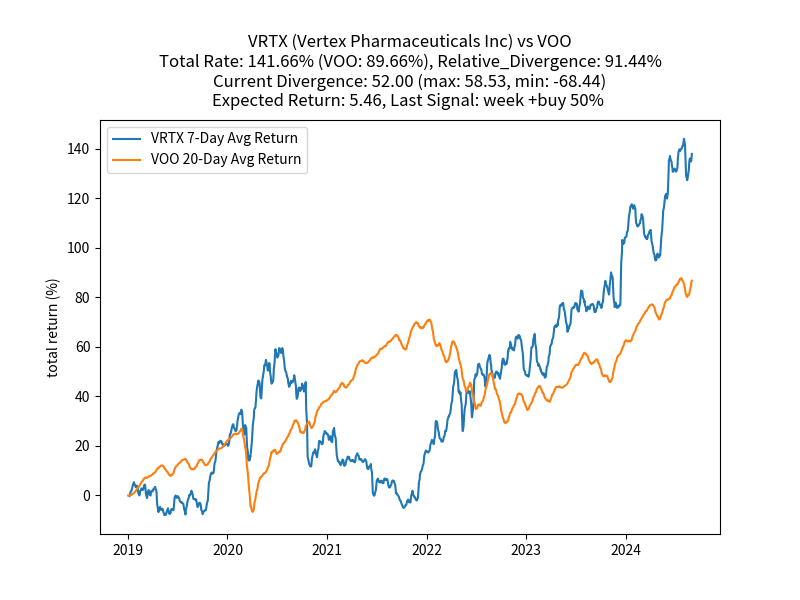 VRTX (Vertex Pharmaceuticals Inc) vs VOO
Total Rate: 141.66% (VOO: 89.66%), Relative_Divergence: 91.44%
Current Divergence: 52.00 (max: 58.53, min: -68.44)
Expected Return: 5.46, Last Signal: week +buy 50%
VRTX 7-Day Avg Return
VOO 20-Day Avg Return
total return (%)
140
120
100
80
60
40
20
0
2019 2020 2021 2022 2023 2024